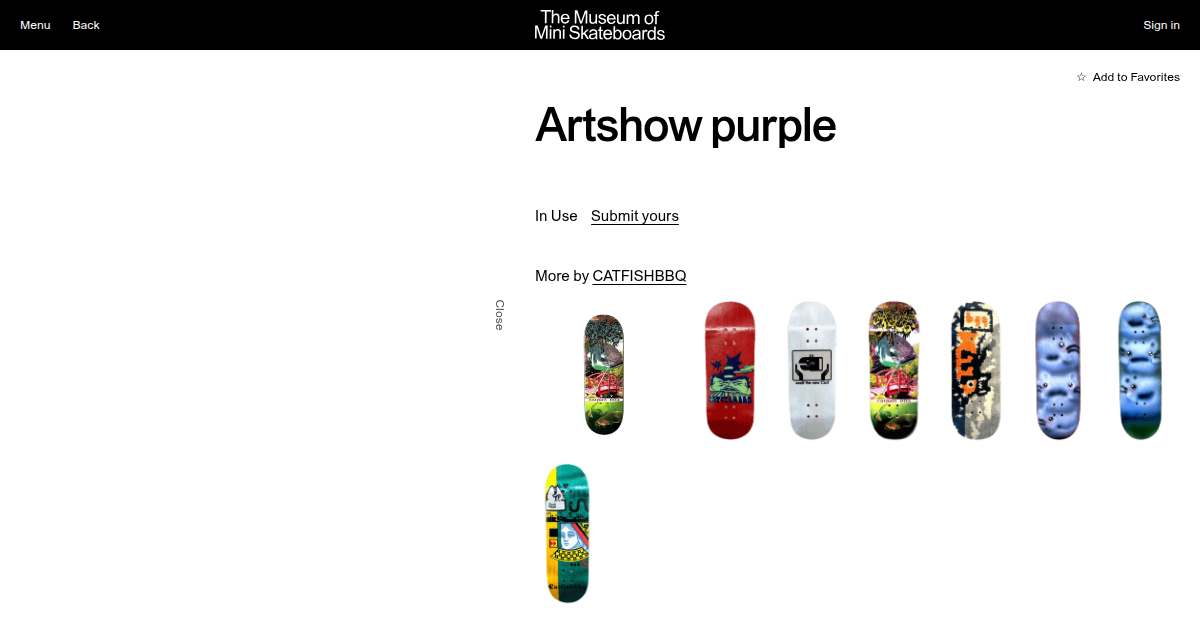 Menu
Back
The Museum of
Mini Skateboards
Sign in
☆ Add to Favorites
Artshow purple
In Use
Submit yours
More by CATFISHBBQ
Close